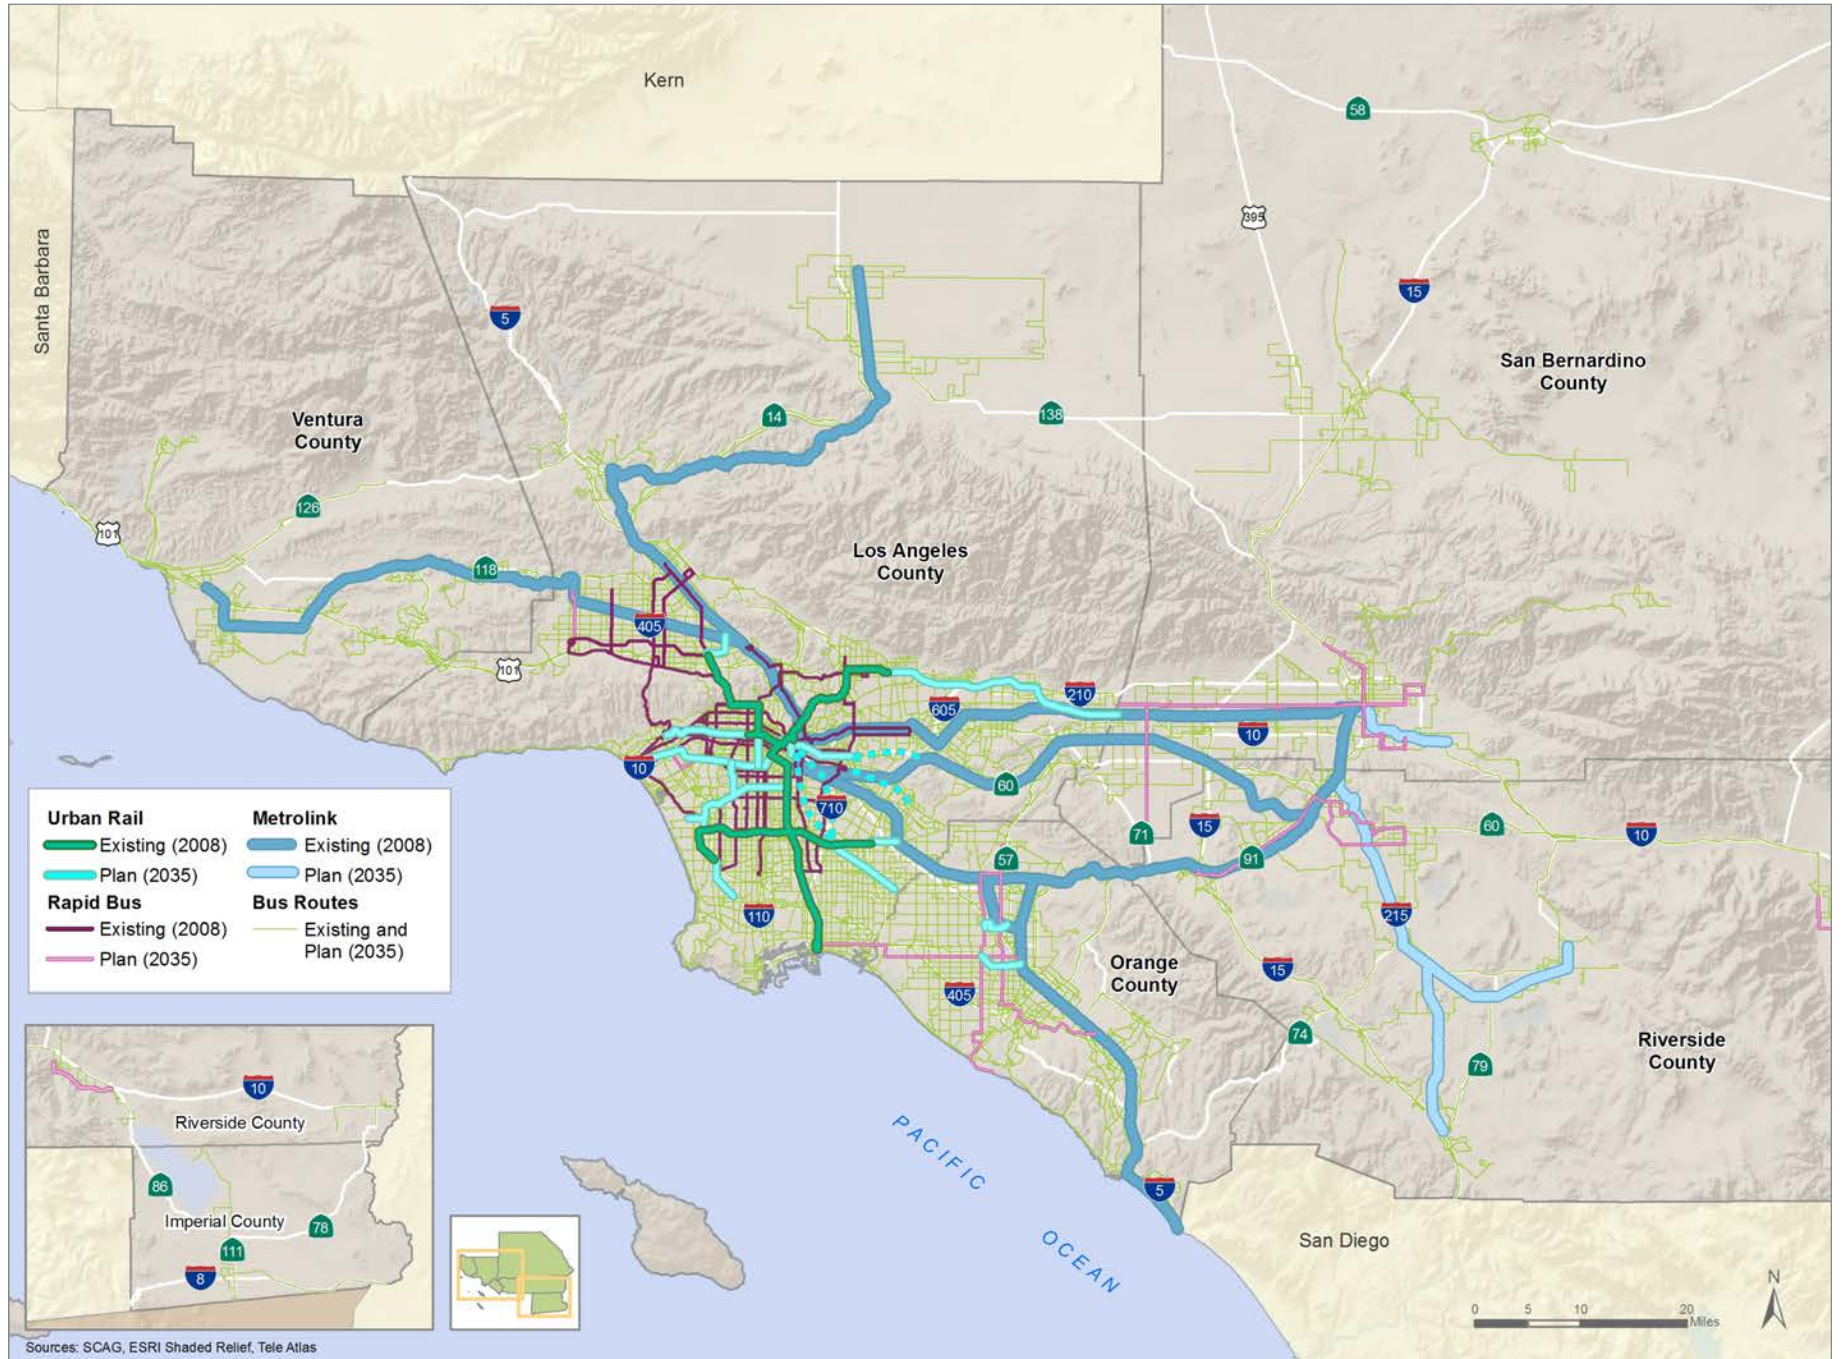 Kern
58
395
Santa Barbara
5
15
San Bernardino
County
14
138
Ventura
County
126
101
118
Los Angeles
County
405
101
210
605
10
10
60
710
71
15
60
10
57
91
110
215
Orange
County
15
405
74
79
Riverside
County
Urban Rail
Existing (2008)
Plan (2035)
Rapid Bus
Existing (2008)
Plan (2035)
Metrolink
Existing (2008)
Plan (2035)
Bus Routes
Existing and
Plan (2035)
10
Riverside County
86
Imperial County
78
111
8
PACIFIC
OCEAN
5
San Diego
N
0 5 10 20
Miles
Sources: SCAG, ESRI Shaded Relief, Tele Atlas